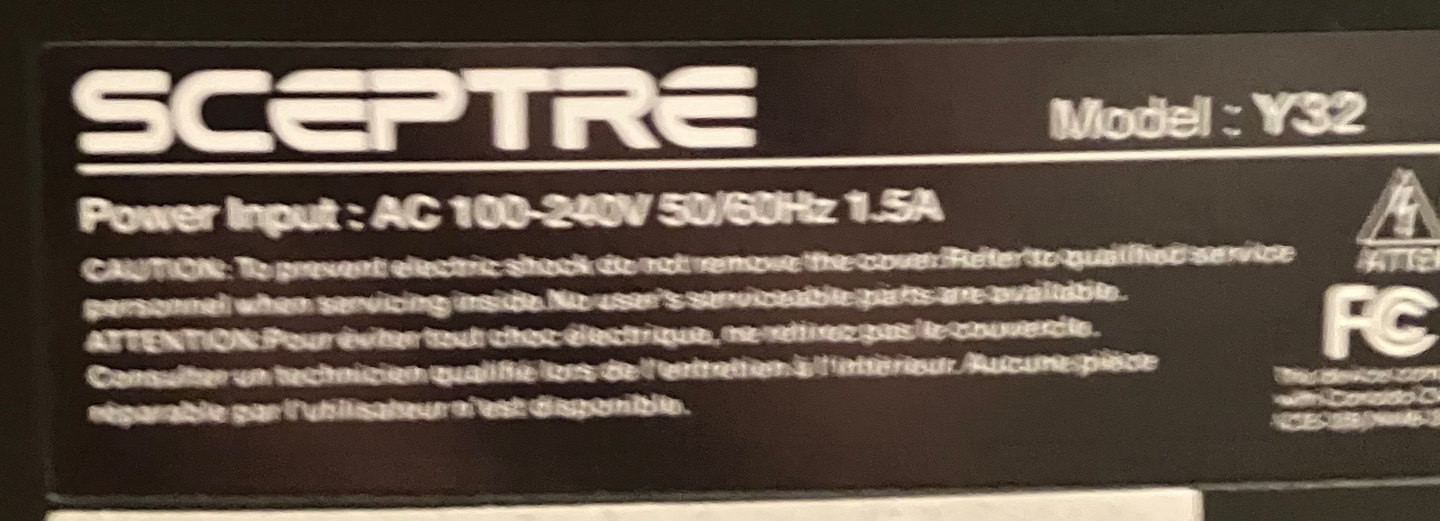 SCEPTRE
Model : Y32
Power Input : AC 100-240V 50/60Hz 1.5A
CAUTION: To prevent electric shock do not remove the cover. Refer to qualified service
personnel when servicing inside. No user's serviceable parts are available.
ATTENTION: Pour éviter tout choc électrique, ne retirez pas le couvercle.
Consulter un technicien qualifié lors de l'entretien à l'intérieur. Aucune pièce
réparable par l'utilisateur n'est disponible.
FC